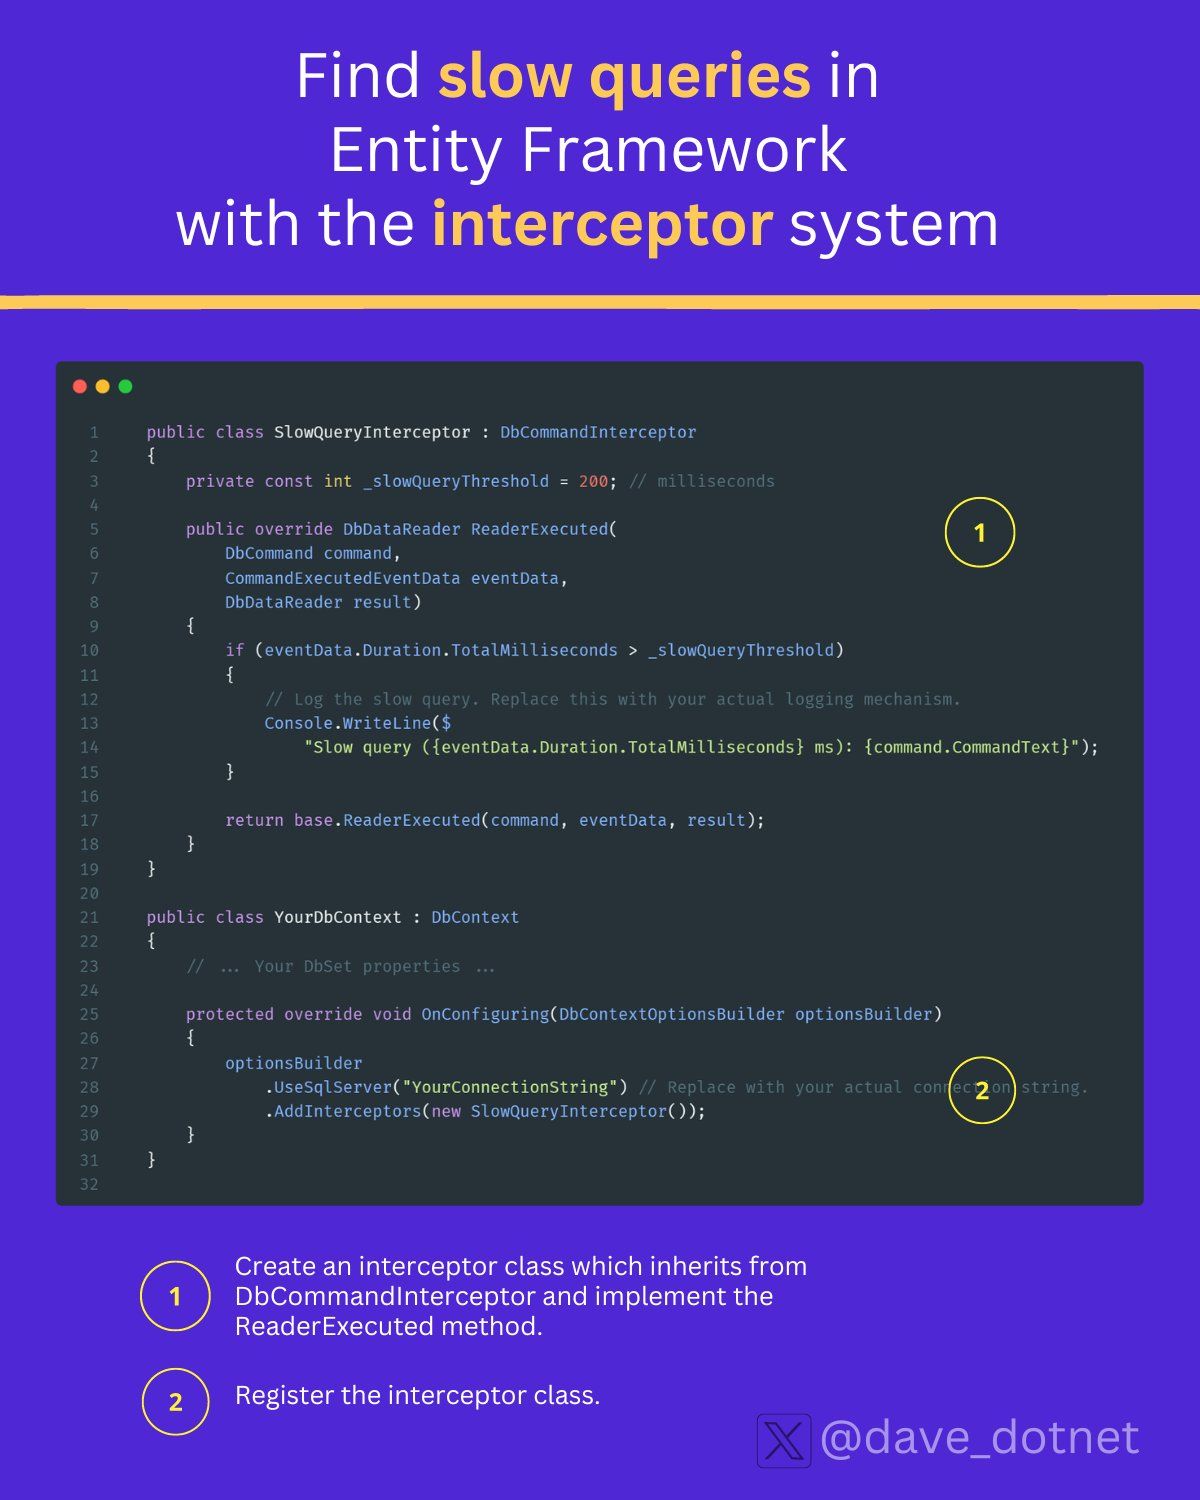 Find slow queries in
Entity Framework
with the interceptor system
1 public class SlowQueryInterceptor : DbCommandInterceptor
2 {
3 private const int _slowQueryThreshold = 200; // milliseconds
4
5 public override DbDataReader ReaderExecuted(
6 DbCommand command,
7 CommandExecutedEventData eventData,
8 DbDataReader result)
9 {
10 if (eventData.Duration.TotalMilliseconds > _slowQueryThreshold)
11 {
12 // Log the slow query. Replace this with your actual logging mechanism.
13 Console.WriteLine($
14 "Slow query ({eventData.Duration.TotalMilliseconds} ms): {command.CommandText}");
15 }
16
17 return base.ReaderExecuted(command, eventData, result);
18 }
19 }
20
21 public class YourDbContext : DbContext
22 {
23 // ... Your DbSet properties ...
24
25 protected override void OnConfiguring(DbContextOptionsBuilder optionsBuilder)
26 {
27 optionsBuilder
28 .UseSqlServer("YourConnectionString") // Replace with your actual connection string.
29 .AddInterceptors(new SlowQueryInterceptor());
30 }
31 }
32
1
2
1 Create an interceptor class which inherits from
DbCommandInterceptor and implement the
ReaderExecuted method.
2 Register the interceptor class.
@dave_dotnet